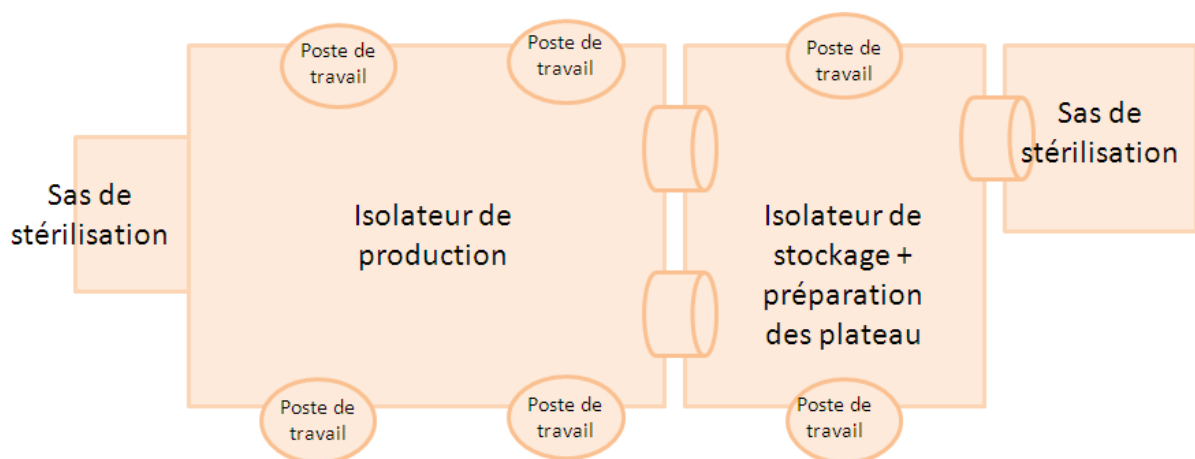 Poste de
travail
Poste de
travail
Poste de
travail
Sas de
stérilisation
Sas de
stérilisation
Isolateur de
production
Isolateur de
stockage +
préparation
des plateau
Poste de
travail
Poste de
travail
Poste de
travail